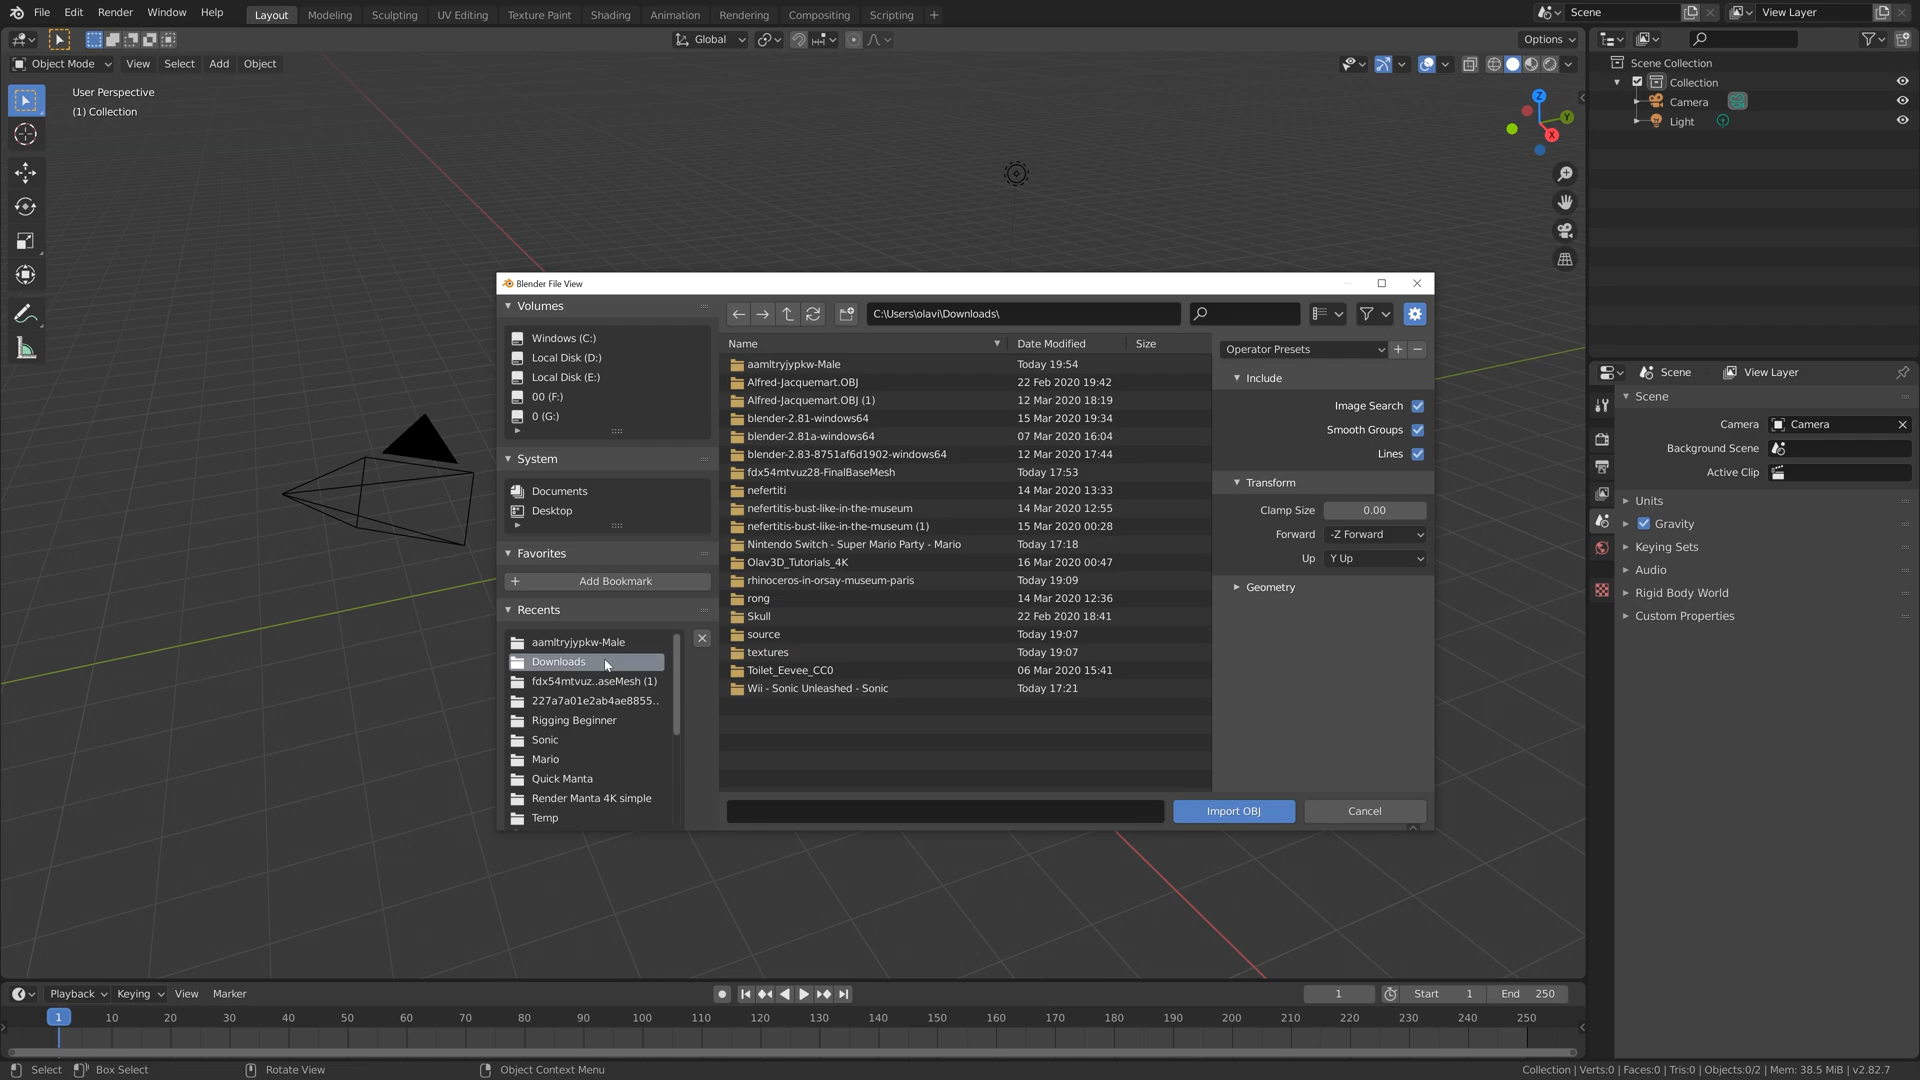 File Edit Render Window Help Layout Modeling Sculpting UV Editing Texture Paint Shading Animation Rendering Compositing Scripting + Scene View Layer
Global Options
Object Mode View Select Add Object
User Perspective
(1) Collection
Z
Y
X
Scene Collection
Collection
Camera
Light
Blender File View
Volumes
Windows (C:)
Local Disk (D:)
Local Disk (E:)
00 (F:)
0 (G:)
System
Documents
Desktop
Favorites
+ Add Bookmark
Recents
aamltryjypkw-Male
Downloads
fdx54mtvuz..aseMesh (1)
227a7a01e2ab4ae8855..
Rigging Beginner
Sonic
Mario
Quick Manta
Render Manta 4K simple
Temp
C:\Users\olavi\Downloads\
Name Date Modified Size
aamltryjypkw-Male Today 19:54
Alfred-Jacquemart.OBJ 22 Feb 2020 19:42
Alfred-Jacquemart.OBJ (1) 12 Mar 2020 18:19
blender-2.81-windows64 15 Mar 2020 19:34
blender-2.81a-windows64 07 Mar 2020 16:04
blender-2.83-8751af6d1902-windows64 12 Mar 2020 17:44
fdx54mtvuz28-FinalBaseMesh Today 17:53
nefertiti 14 Mar 2020 13:33
nefertitis-bust-like-in-the-museum 14 Mar 2020 12:55
nefertitis-bust-like-in-the-museum (1) 15 Mar 2020 00:28
Nintendo Switch - Super Mario Party - Mario Today 17:18
Olav3D_Tutorials_4K 16 Mar 2020 00:47
rhinoceros-in-orsay-museum-paris Today 19:09
rong 14 Mar 2020 12:36
Skull 22 Feb 2020 18:41
source Today 19:07
textures Today 19:07
Toilet_Eevee_CC0 06 Mar 2020 15:41
Wii - Sonic Unleashed - Sonic Today 17:21
Operator Presets + −
Include
Image Search
Smooth Groups
Lines
Transform
Clamp Size 0.00
Forward -Z Forward
Up Y Up
Geometry
Import OBJ Cancel
Scene View Layer
Scene
Camera Camera
Background Scene
Active Clip
Units
Gravity
Keying Sets
Audio
Rigid Body World
Custom Properties
Playback Keying View Marker 1 Start 1 End 250
1 10 20 30 40 50 60 70 80 90 100 110 120 130 140 150 160 170 180 190 200 210 220 230 240 250
Select Box Select Rotate View Object Context Menu Collection | Verts:0 | Faces:0 | Tris:0 | Objects:0/2 | Mem: 38.5 MiB | v2.82.7